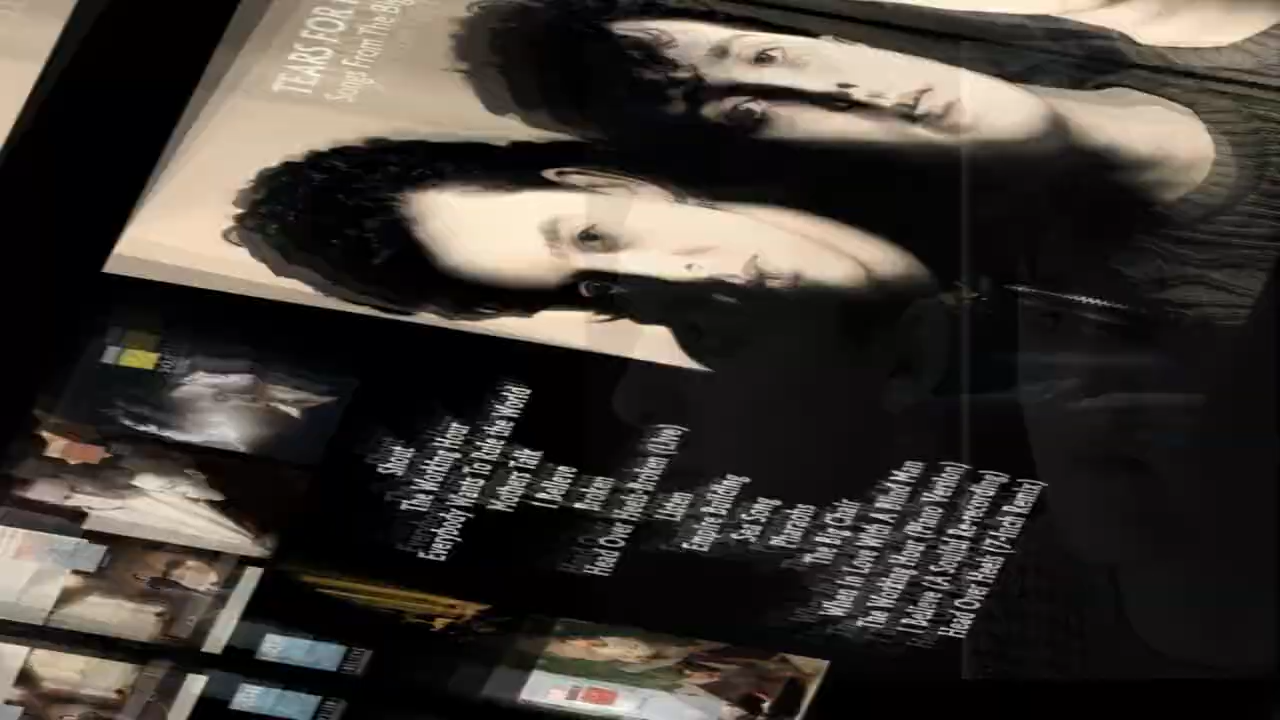 TEARS FOR
Songs From The Big
Shout
The Working Hour
Everybody Wants To Rule the World
Mothers Talk
I Believe
Broken
Head Over Heels-Broken (Live)
Listen
Empire Building
Sea Song
Pharaohs
The Big Chair
When In Love With A Blind Man
The Working Hour (Piano Version)
I Believe (A Soulful Re-recording)
Head Over Heel (7-Inch Remix)